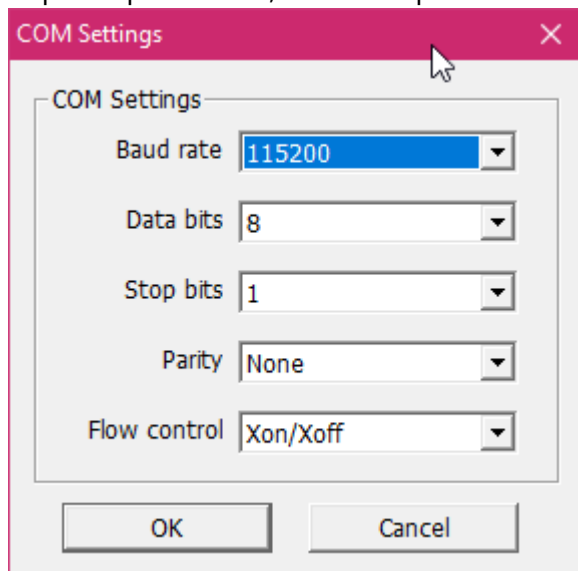 COM Settings
COM Settings
Baud rate 115200
Data bits 8
Stop bits 1
Parity None
Flow control Xon/Xoff
OK Cancel